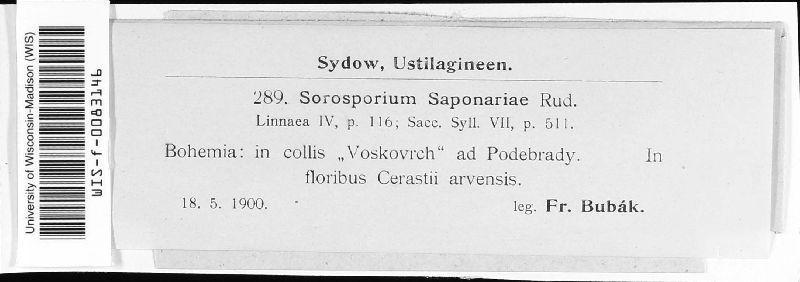 University of Wisconsin-Madison (WIS)
WIS-f-0083146
Sydow, Ustilagineen.
289. Sorosporium Saponariae Rud.
Linnaea IV, p. 116; Sacc. Syll. VII, p. 511.
Bohemia: in collis „Voskovrch“ ad Podebrady. In
floribus Cerastii arvensis.
18. 5. 1900. leg. Fr. Bubák.